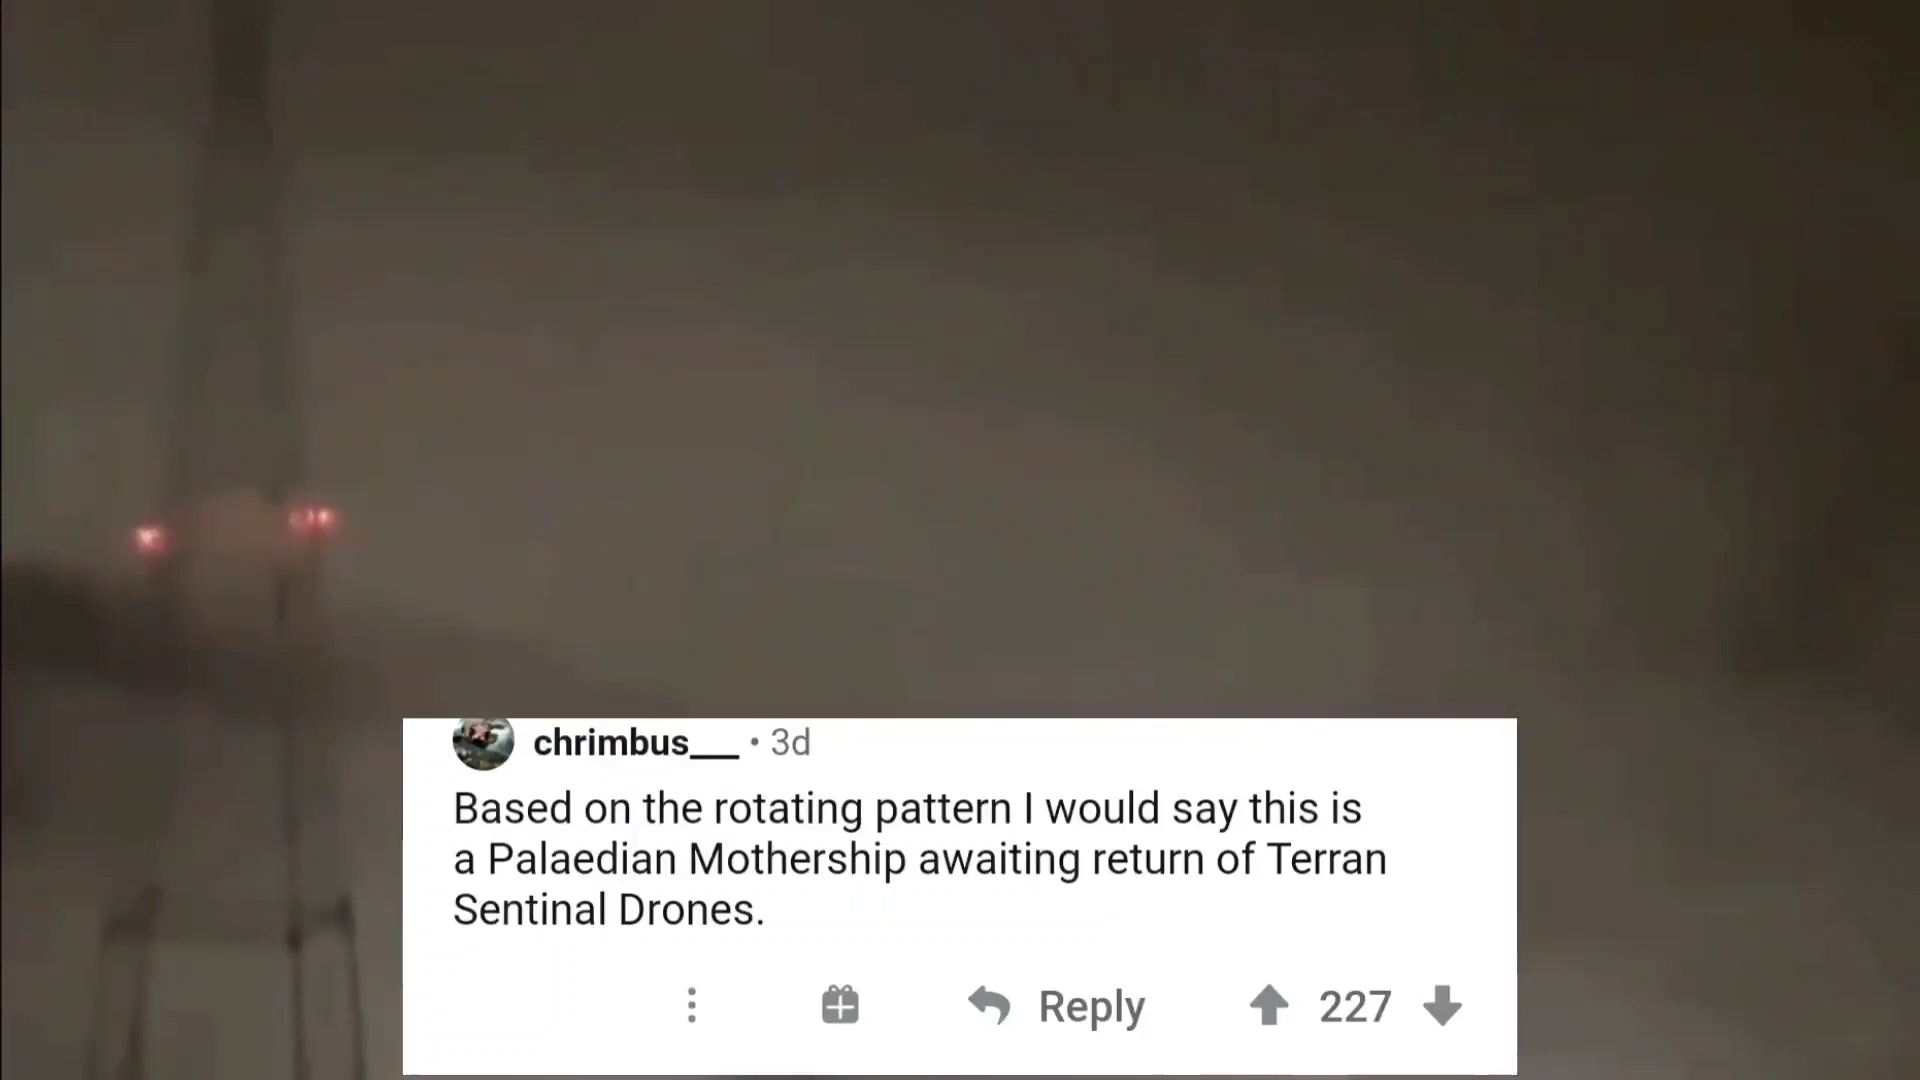 chrimbus___ • 3d
Based on the rotating pattern I would say this is
a Palaedian Mothership awaiting return of Terran
Sentinal Drones.
Reply 227